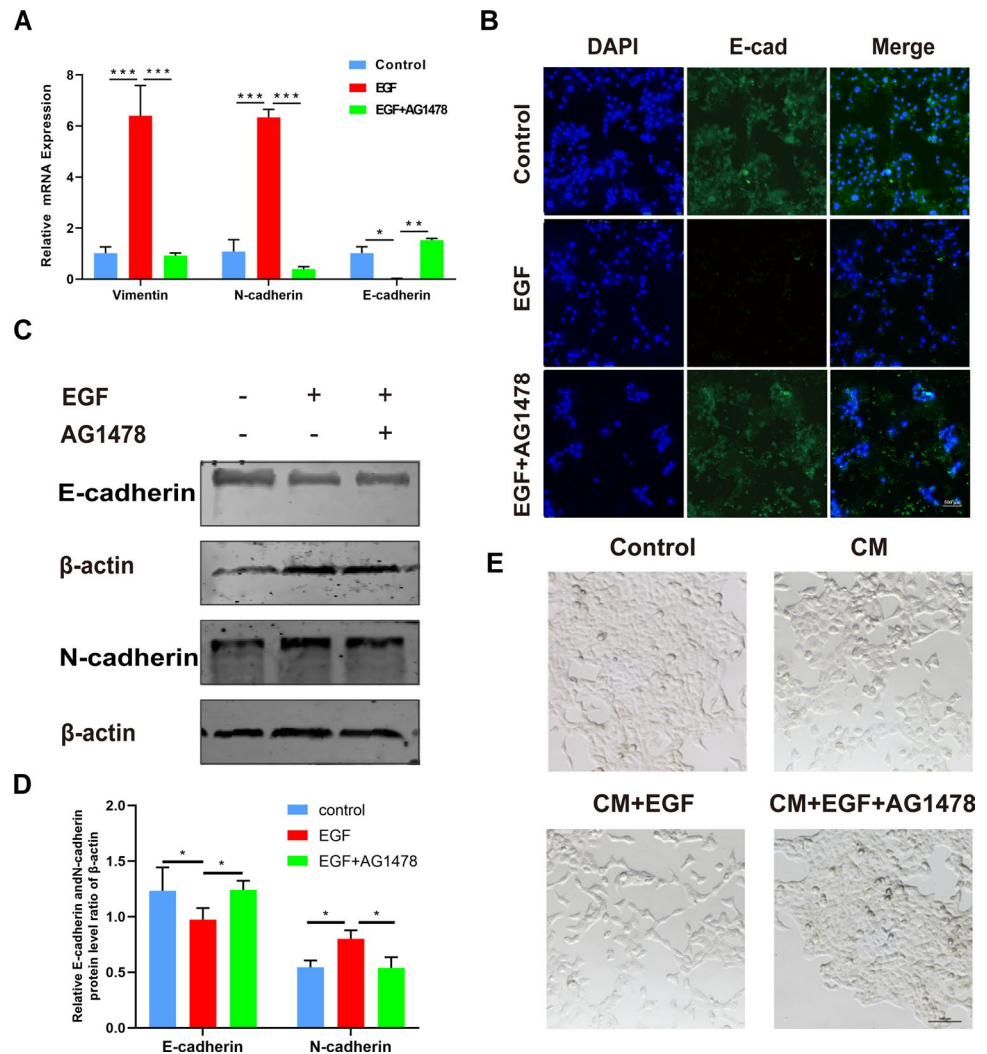 A
Relative mRNA Expression
8
6
4
2
0
*** ***
*** ***
* **
Control
EGF
EGF+AG1478
Vimentin N-cadherin E-cadherin
B
DAPI E-cad Merge
Control
EGF
EGF+AG1478
C
EGF - + +
AG1478 - - +
E-cadherin
β-actin
N-cadherin
β-actin
D
Relative E-cadherin andN-cadherin
protein level ratio of β-actin
2.0
1.5
1.0
0.5
0.0
* *
* *
control
EGF
EGF+AG1478
E-cadherin N-cadherin
E
Control CM
CM+EGF CM+EGF+AG1478